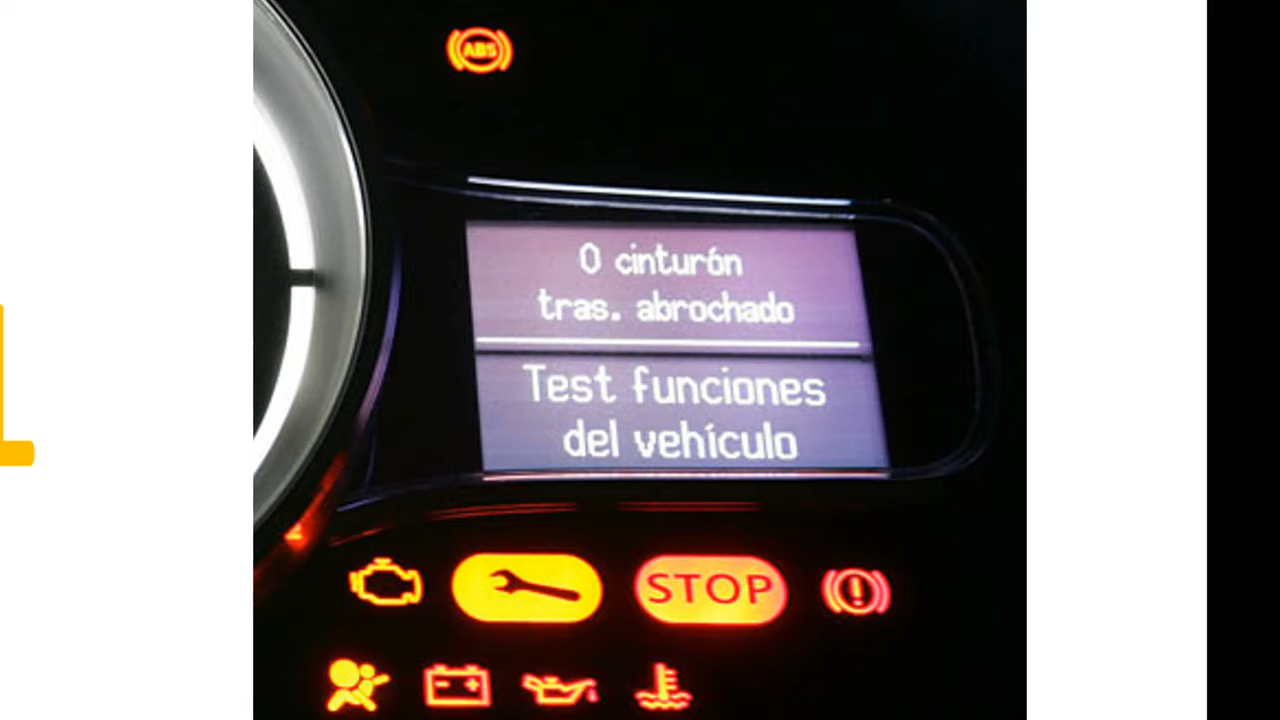 ABS
0 cinturón
tras. abrochado
Test funciones
del vehículo
STOP